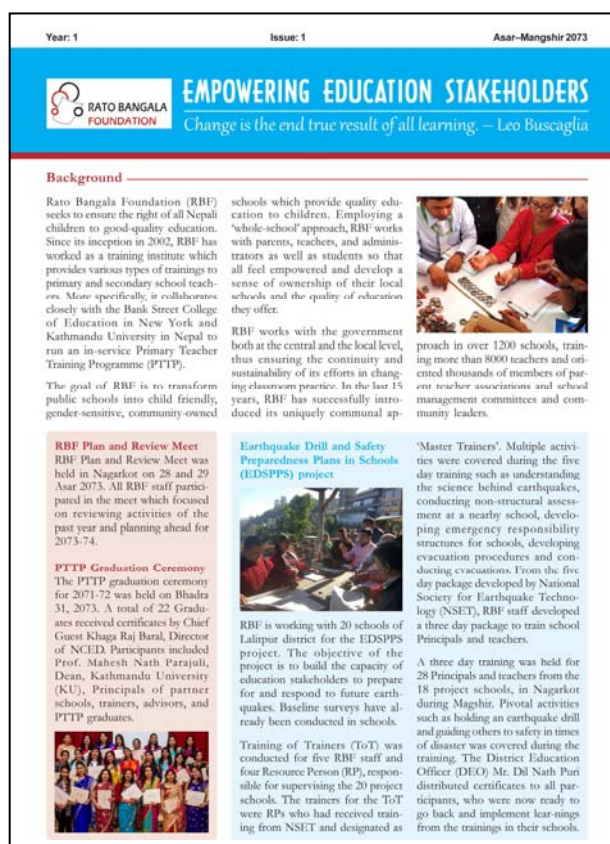 Year: 1
Issue: 1
Asar–Mangshir 2073
RATO BANGALA
FOUNDATION
EMPOWERING EDUCATION STAKEHOLDERS
Change is the end true result of all learning. – Leo Buscaglia
Background
Rato Bangala Foundation (RBF)
seeks to ensure the right of all Nepali
children to good-quality education.
Since its inception in 2002, RBF has
worked as a training institute which
provides various types of trainings to
primary and secondary school teach-
ers. More specifically, it collaborates
closely with the Bank Street College
of Education in New York and
Kathmandu University in Nepal to
run an in-service Primary Teacher
Training Programme (PTTP).
The goal of RBF is to transform
public schools into child friendly,
gender-sensitive, community-owned
schools which provide quality edu-
cation to children. Employing a
‘whole-school’ approach, RBF works
with parents, teachers, and adminis-
trators as well as students so that
all feel empowered and develop a
sense of ownership of their local
schools and the quality of education
they offer.
RBF works with the government
both at the central and the local level,
thus ensuring the continuity and
sustainability of its efforts in chang-
ing classroom practice. In the last 15
years, RBF has successfully intro-
duced its uniquely communal ap-
proach in over 1200 schools, train-
ing more than 8000 teachers and ori-
ented thousands of members of par-
ent teacher associations and school
management committees and com-
munity leaders.
RBF Plan and Review Meet
RBF Plan and Review Meet was
held in Nagarkot on 28 and 29
Asar 2073. All RBF staff partici-
pated in the meet which focused
on reviewing activities of the
past year and planning ahead for
2073-74.
PTTP Graduation Ceremony
The PTTP graduation ceremony
for 2071-72 was held on Bhadra
31, 2073. A total of 22 Gradu-
ates received certificates by Chief
Guest Khaga Raj Baral, Director
of NCED. Participants included
Prof. Mahesh Nath Parajuli,
Dean, Kathmandu University
(KU), Principals of partner
schools, trainers, advisors, and
PTTP graduates.
Earthquake Drill and Safety
Preparedness Plans in Schools
(EDSPPS) project
RBF is working with 20 schools of
Lalitpur district for the EDSPPS
project. The objective of the
project is to build the capacity of
education stakeholders to prepare
for and respond to future earth-
quakes. Baseline surveys have al-
ready been conducted in schools.
Training of Trainers (ToT) was
conducted for five RBF staff and
four Resource Person (RP), respon-
sible for supervising the 20 project
schools. The trainers for the ToT
were RPs who had received train-
ing from NSET and designated as
‘Master Trainers’. Multiple activi-
ties were covered during the five
day training such as understanding
the science behind earthquakes,
conducting non-structural assess-
ment at a nearby school, develo-
ping emergency responsibility
structures for schools, developing
evacuation procedures and con-
ducting evacuations. From the five
day package developed by National
Society for Earthquake Techno-
logy (NSET), RBF staff developed
a three day package to train school
Principals and teachers.
A three day training was held for
28 Principals and teachers from the
18 project schools, in Nagarkot
during Magshir. Pivotal activities
such as holding an earthquake drill
and guiding others to safety in times
of disaster was covered during the
training. The District Education
Officer (DEO) Mr. Dil Nath Puri
distributed certificates to all par-
ticipants, who were now ready to
go back and implement lear-nings
from the trainings in their schools.